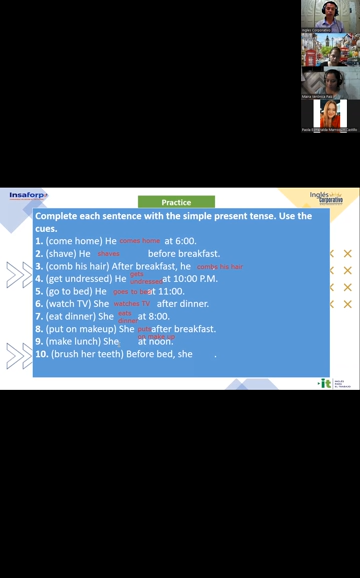 Inglés Corporativo
Insaforp
Practice
Inglés
Corporativo
Complete each sentence with the simple present tense. Use the
cues.
1. (come home) He comes home at 6:00.
2. (shave) He shaves before breakfast.
3. (comb his hair) After breakfast, he combs his hair
4. (get undressed) He gets undressed at 10:00 P.M.
5. (go to bed) He goes to bed at 11:00.
6. (watch TV) She watches TV after dinner.
7. (eat dinner) She eats dinner at 8:00.
8. (put on makeup) She puts on make up after breakfast.
9. (make lunch) She at noon.
10. (brush her teeth) Before bed, she .
it